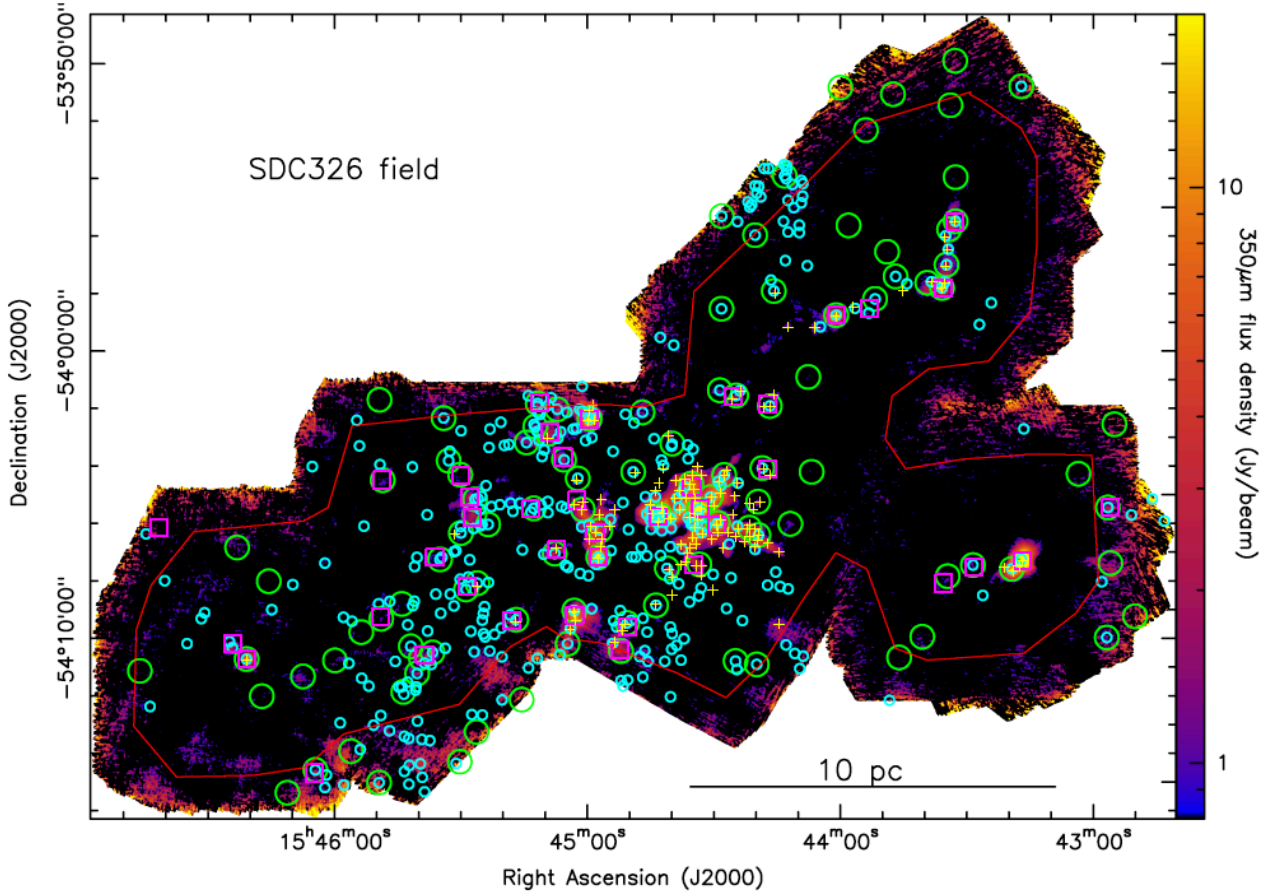 SDC326 field
10 pc
−53°50'00"
−54°00'00"
−54°10'00"
Declination (J2000)
15ʰ46ᵐ00ˢ
45ᵐ00ˢ
44ᵐ00ˢ
43ᵐ00ˢ
Right Ascension (J2000)
10
1
350μm flux density (Jy/beam)